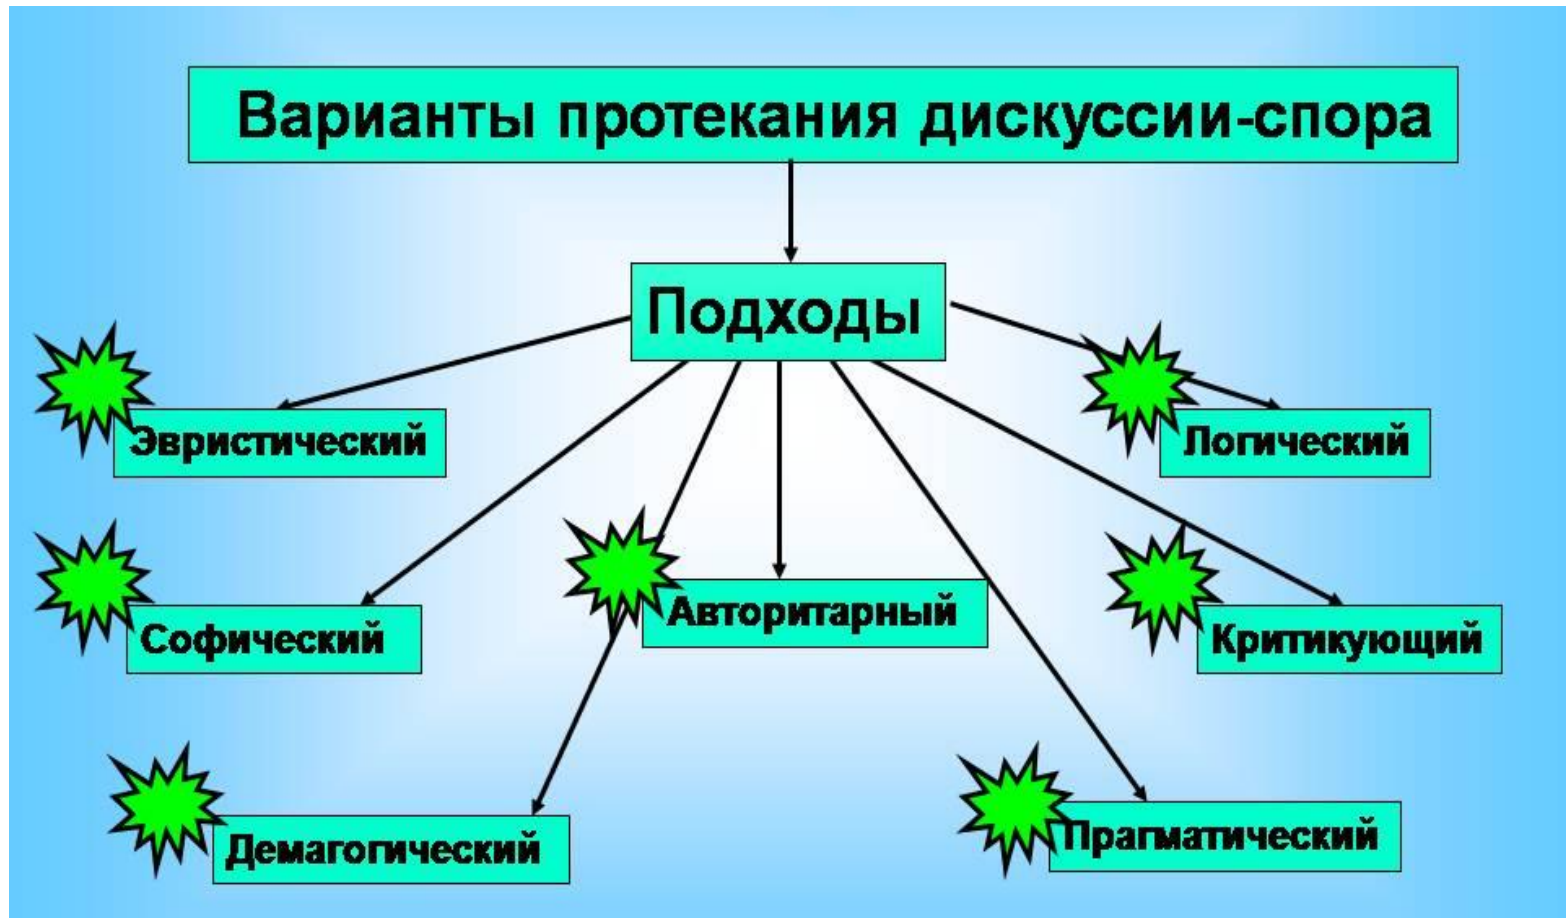 Варианты протекания дискуссии-спора
Подходы
Эвристический
Логический
Софический
Авторитарный
Критикующий
Демагогический
Прагматический